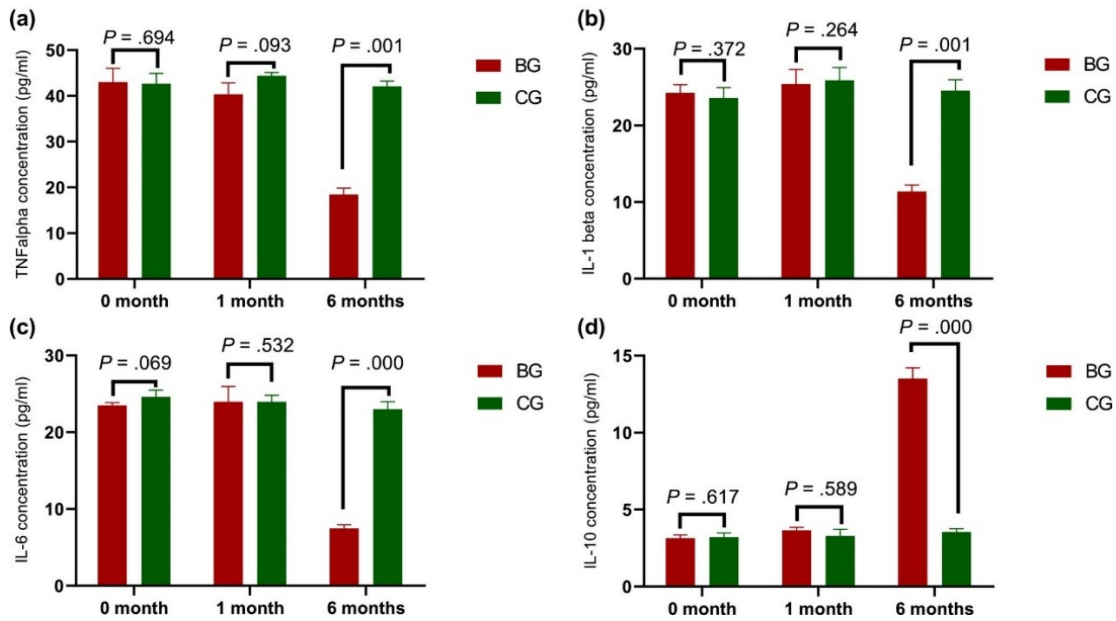 (a)
P = .694
P = .093
P = .001
BG
CG
TNFalpha concentration (pg/ml)
50
40
30
20
10
0
0 month
1 month
6 months
(b)
P = .372
P = .264
P = .001
BG
CG
IL-1 beta concentration (pg/ml)
30
20
10
0
0 month
1 month
6 months
(c)
P = .069
P = .532
P = .000
BG
CG
IL-6 concentration (pg/ml)
30
20
10
0
0 month
1 month
6 months
(d)
P = .617
P = .589
P = .000
BG
CG
IL-10 concentration (pg/ml)
15
10
5
0
0 month
1 month
6 months